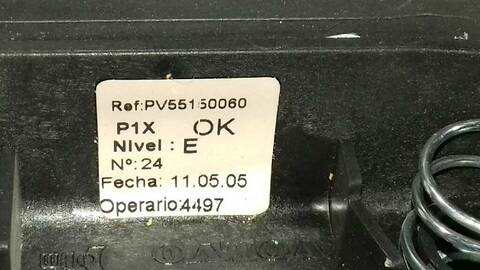 Ref:PV55150060
P1X OK
Nivel : E
Nº:24
Fecha: 11.05.05
Operario:4497